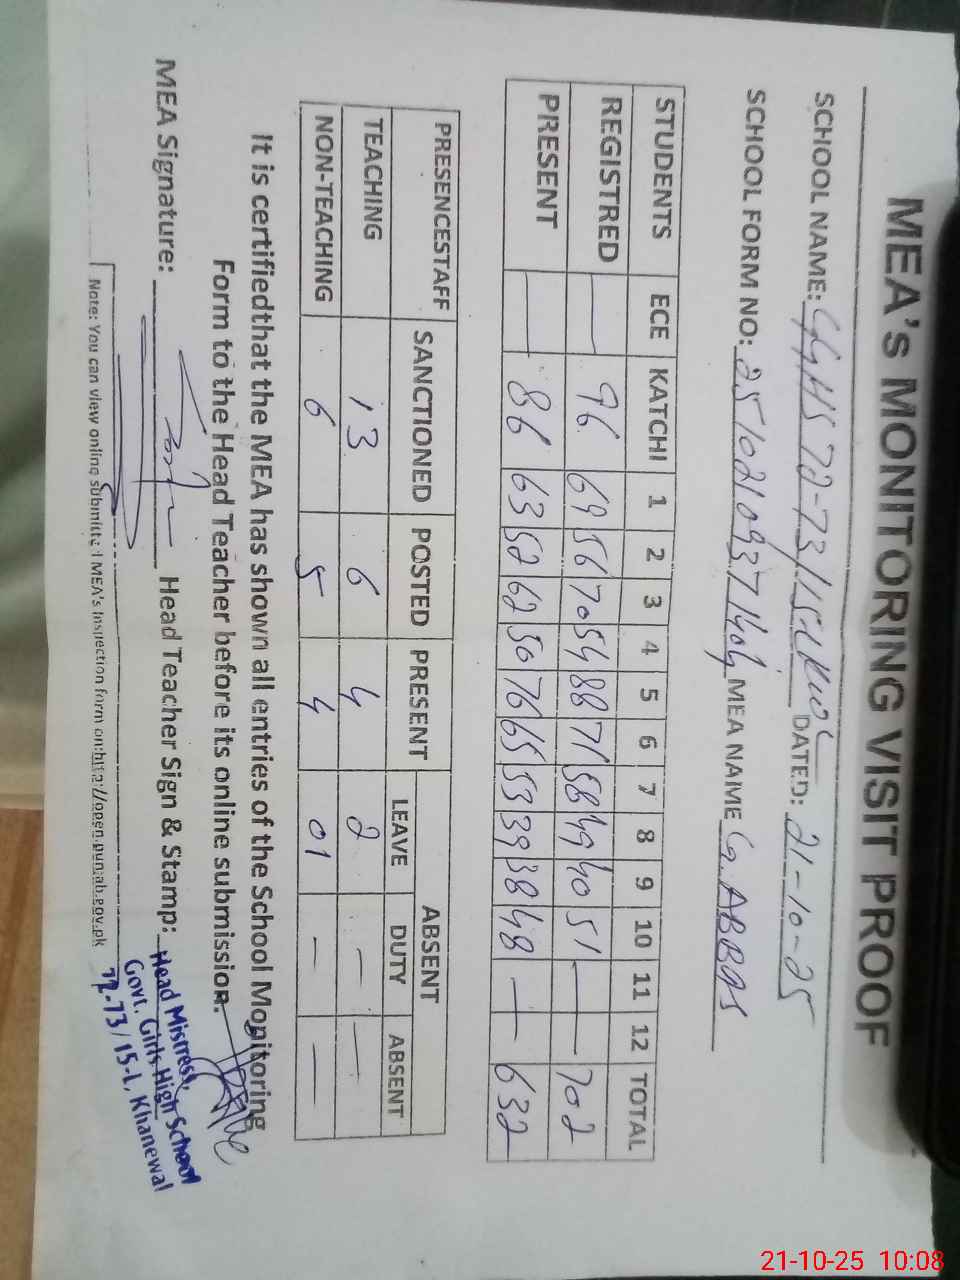 MEA's MONITORING VISIT PROOF
SCHOOL NAME: GGHS 72-73/15-L KWL DATED: 21-10-25
SCHOOL FORM NO: MEA NAME G. ABBAS
STUDENTS ECE KATCHI 1 2 3 4 5 6 7 8 9 10 11 12 TOTAL
REGISTRED — 96 69 56 70 54 88 71 58 49 40 51 — — 702
PRESENT — 86 63 52 62 50 76 65 53 39 38 48 — — 632
PRESENCESTAFF SANCTIONED POSTED PRESENT ABSENT
LEAVE DUTY ABSENT
TEACHING 13 6 4 2 — —
NON-TEACHING 6 5 4 01 — —
It is certifiedthat the MEA has shown all entries of the School Monitoring
Form to the Head Teacher before its online submission.
MEA Signature: Head Teacher Sign & Stamp:
Head Mistress,
Govt. Girls High School
72-73/15-L, Khanewal
Note: You can view online submitted MEA's Inspection form on:http://open.punjab.gov.pk
21-10-25 10:08